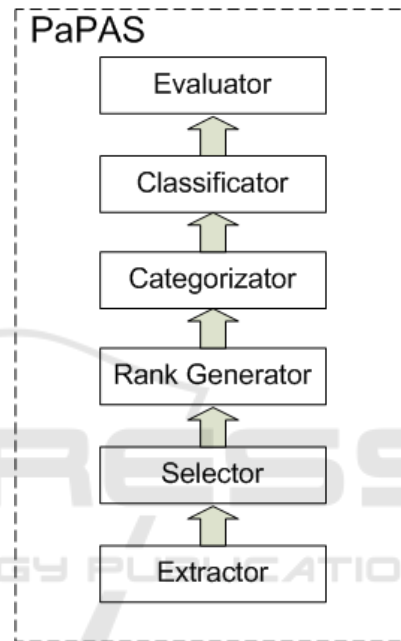 PaPAS
Evaluator
Classificator
Categorizator
Rank Generator
Selector
Extractor